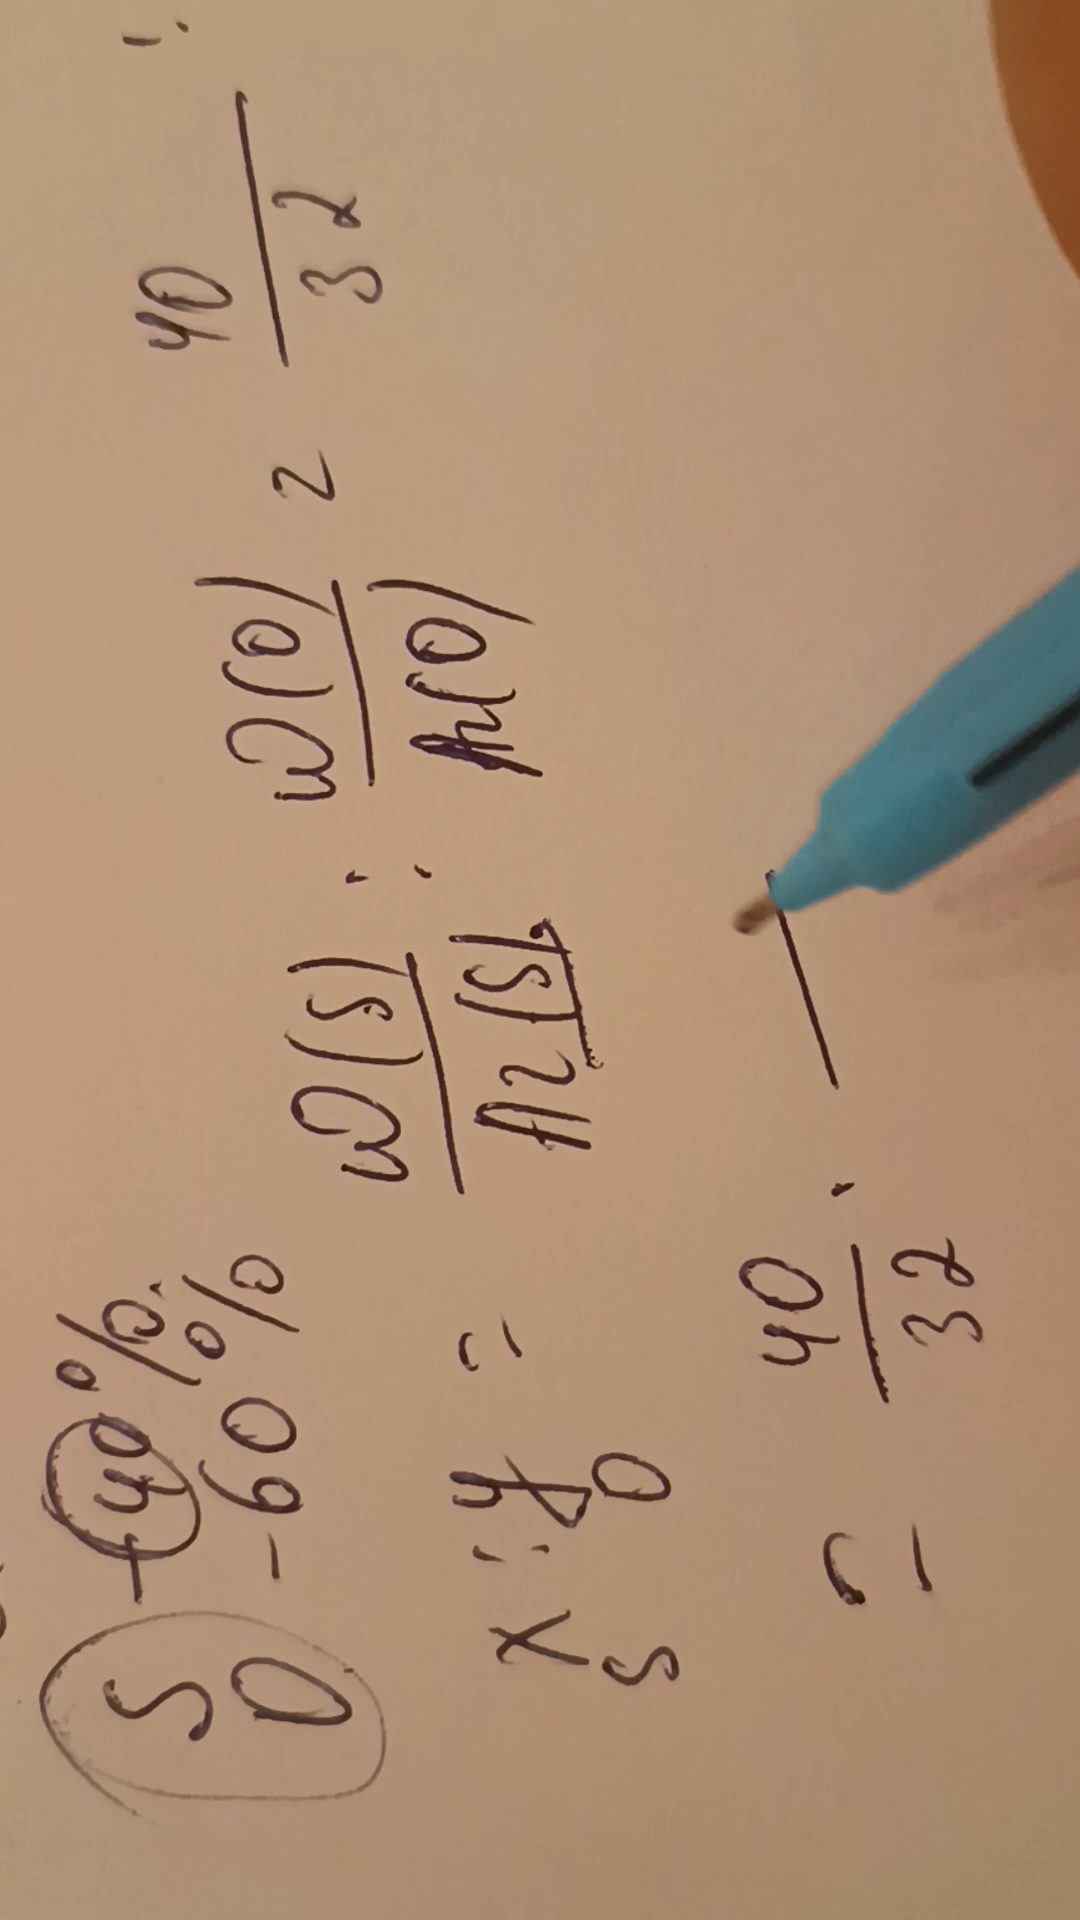 S - 40%.
O - 60%
x : y = W(S)/Ar(S) : W(O)/Ar(O) = 40/32 :
S O
= 40/32 :